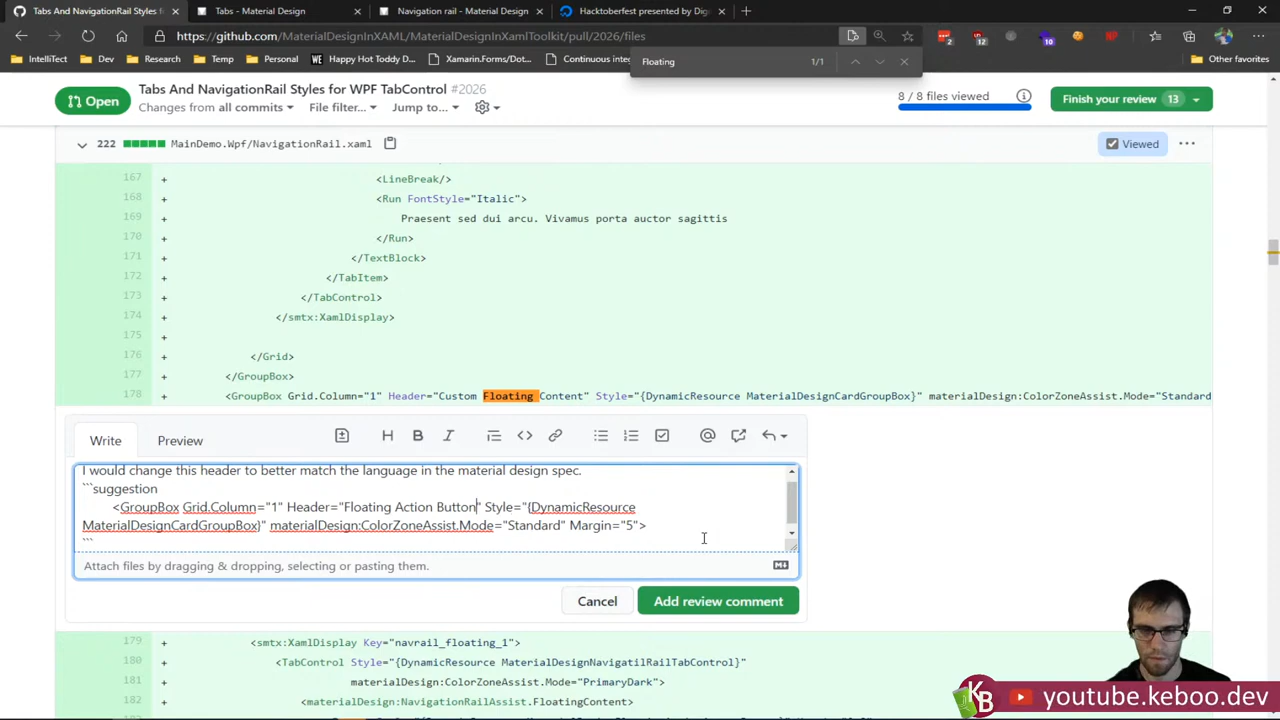 Tabs And NavigationRail Styles for
Tabs - Material Design
Navigation rail - Material Design
Hacktoberfest presented by Dig
https://github.com/MaterialDesignInXAML/MaterialDesignInXamlToolkit/pull/2026/files
2
12
10
IntelliTect
Dev
Research
Temp
Personal
WE
Happy Hot Toddy D...
Xamarin.Forms/Dot...
Continuous integ
Other favorites
Floating
1/1
Open
Tabs And NavigationRail Styles for WPF TabControl #2026
Changes from all commits
File filter...
Jump to...
8 / 8 files viewed
Finish your review 13
222
MainDemo.Wpf/NavigationRail.xaml
Viewed
167 + <LineBreak/>
168 + <Run FontStyle="Italic">
169 + Praesent sed dui arcu. Vivamus porta auctor sagittis
170 + </Run>
171 + </TextBlock>
172 + </TabItem>
173 + </TabControl>
174 + </smtx:XamlDisplay>
175 +
176 + </Grid>
177 + </GroupBox>
178 + <GroupBox Grid.Column="1" Header="Custom Floating Content" Style="{DynamicResource MaterialDesignCardGroupBox}" materialDesign:ColorZoneAssist.Mode="Standard
Write
Preview
I would change this header to better match the language in the material design spec.
```suggestion
<GroupBox Grid.Column="1" Header="Floating Action Button" Style="{DynamicResource
MaterialDesignCardGroupBox}" materialDesign:ColorZoneAssist.Mode="Standard" Margin="5">
```
Attach files by dragging & dropping, selecting or pasting them.
Cancel
Add review comment
179 + <smtx:XamlDisplay Key="navrail_floating_1">
180 + <TabControl Style="{DynamicResource MaterialDesignNavigatilRailTabControl}"
181 + materialDesign:ColorZoneAssist.Mode="PrimaryDark">
182 + <materialDesign:NavigationRailAssist.FloatingContent>
KB
youtube.keboo.dev